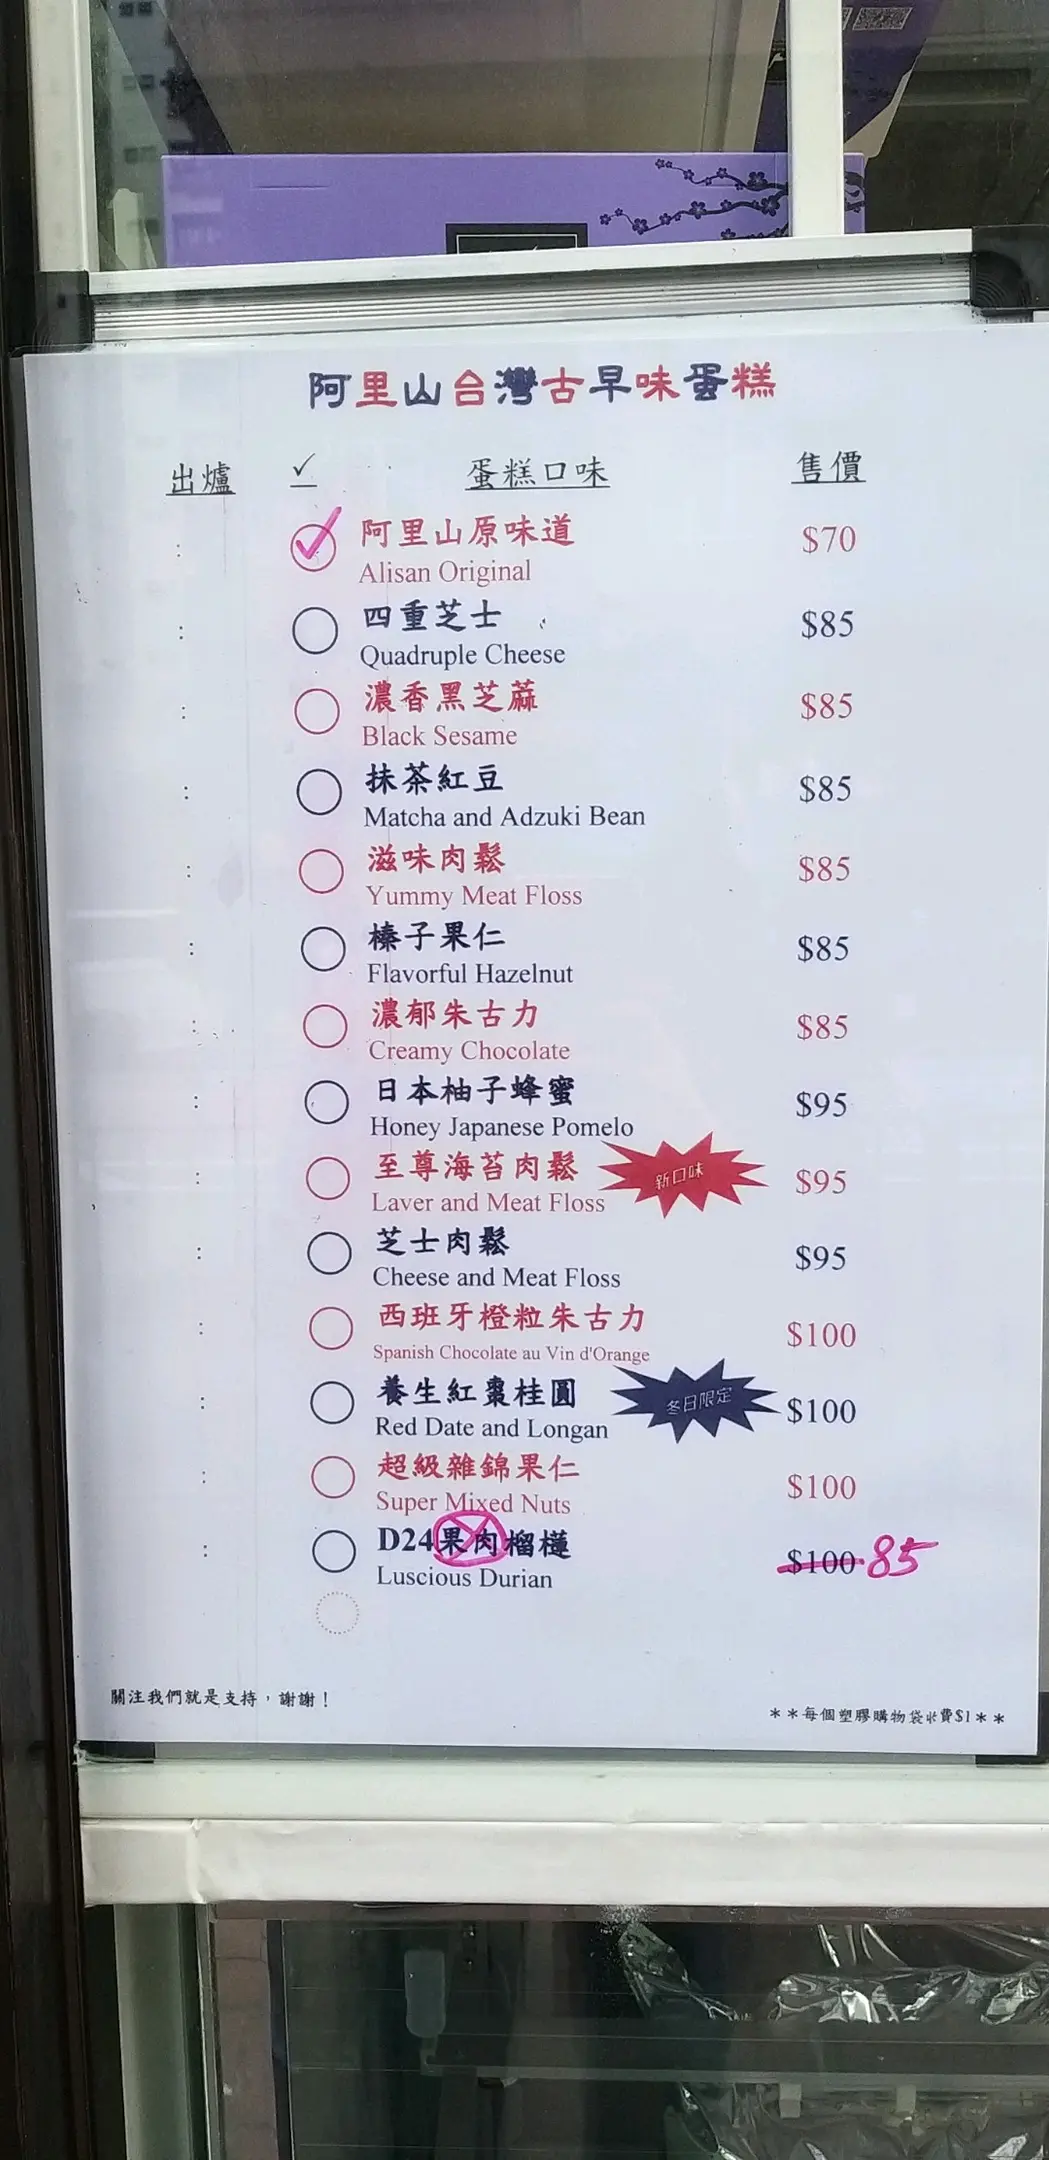 阿里山台灣古早味蛋糕
出爐 ✓ 蛋糕口味 售價
: 阿里山原味道 $70
Alisan Original
: 四重芝士 $85
Quadruple Cheese
: 濃香黑芝蔴 $85
Black Sesame
: 抹茶紅豆 $85
Matcha and Adzuki Bean
: 滋味肉鬆 $85
Yummy Meat Floss
: 榛子果仁 $85
Flavorful Hazelnut
: 濃郁朱古力 $85
Creamy Chocolate
: 日本柚子蜂蜜 $95
Honey Japanese Pomelo
: 至尊海苔肉鬆 新口味 $95
Laver and Meat Floss
: 芝士肉鬆 $95
Cheese and Meat Floss
: 西班牙橙粒朱古力 $100
Spanish Chocolate au Vin d'Orange
: 養生紅棗桂圓 冬日限定 $100
Red Date and Longan
: 超級雜錦果仁 $100
Super Mixed Nuts
: D24果肉榴槤 $100 85
Luscious Durian
關注我們就是支持，謝謝！
**每個塑膠購物袋收費$1**